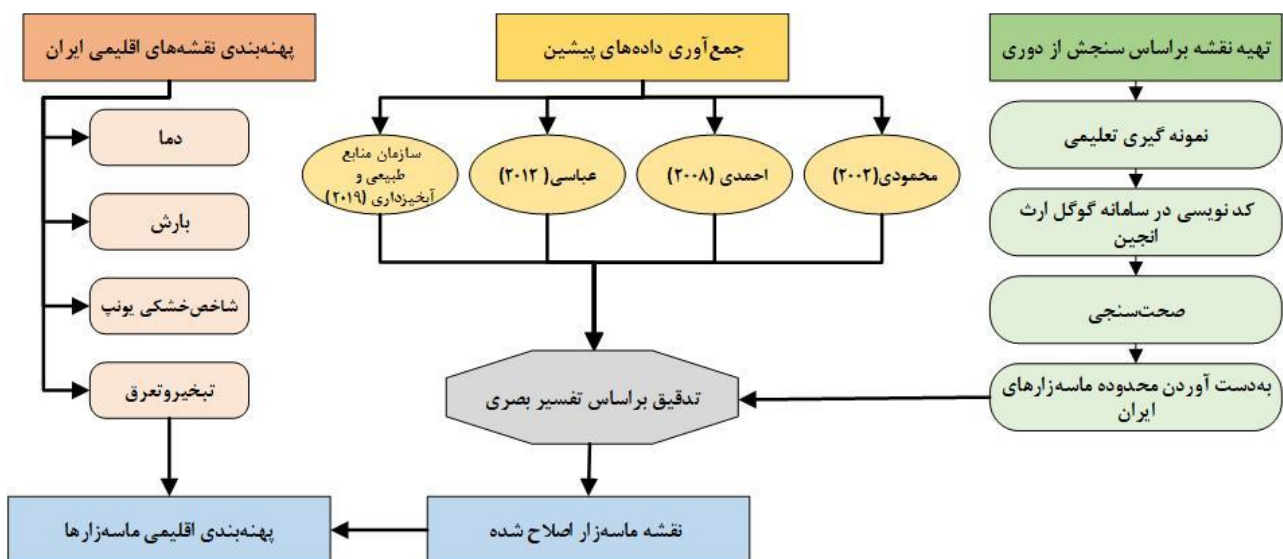 تهیه نقشه براساس سنجش از دوری
نمونه گیری تعلیمی
کد نویسی در سامانه گوگل ارث
انجین
صحت‌سنجی
به‌دست آوردن محدوده ماسه‌زارهای
ایران
جمع‌آوری داده‌های پیشین
محمودی(۲۰۰۲)
احمدی (۲۰۰۸)
عباسی( ۲۰۱۲)
سازمان منابع
طبیعی و
آبخیزداری (۲۰۱۹)
تدقیق براساس تفسیر بصری
نقشه ماسه‌زار اصلاح شده
پهنه‌بندی نقشه‌های اقلیمی ایران
دما
بارش
شاخص‌خشکی یونپ
تبخیروتعرق
پهنه‌بندی اقلیمی ماسه‌زارها